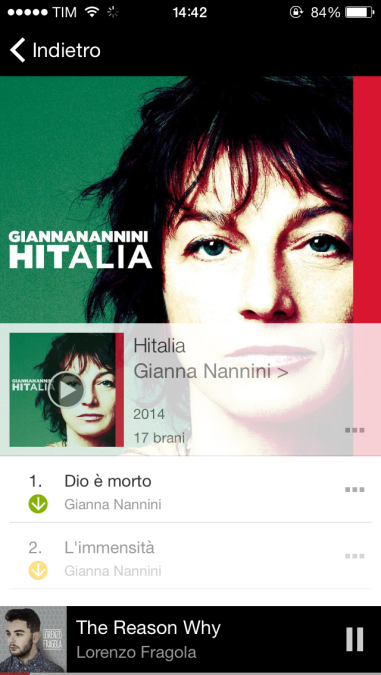 TIM 14:42 84%
Indietro
GIANNANANNINI
HITALIA
GIANNANANNINI
HITALIA
Hitalia
Gianna Nannini >
2014
17 brani
1. Dio è morto
Gianna Nannini
2. L'immensità
Gianna Nannini
LORENZO
FRAGOLA
The Reason Why
Lorenzo Fragola